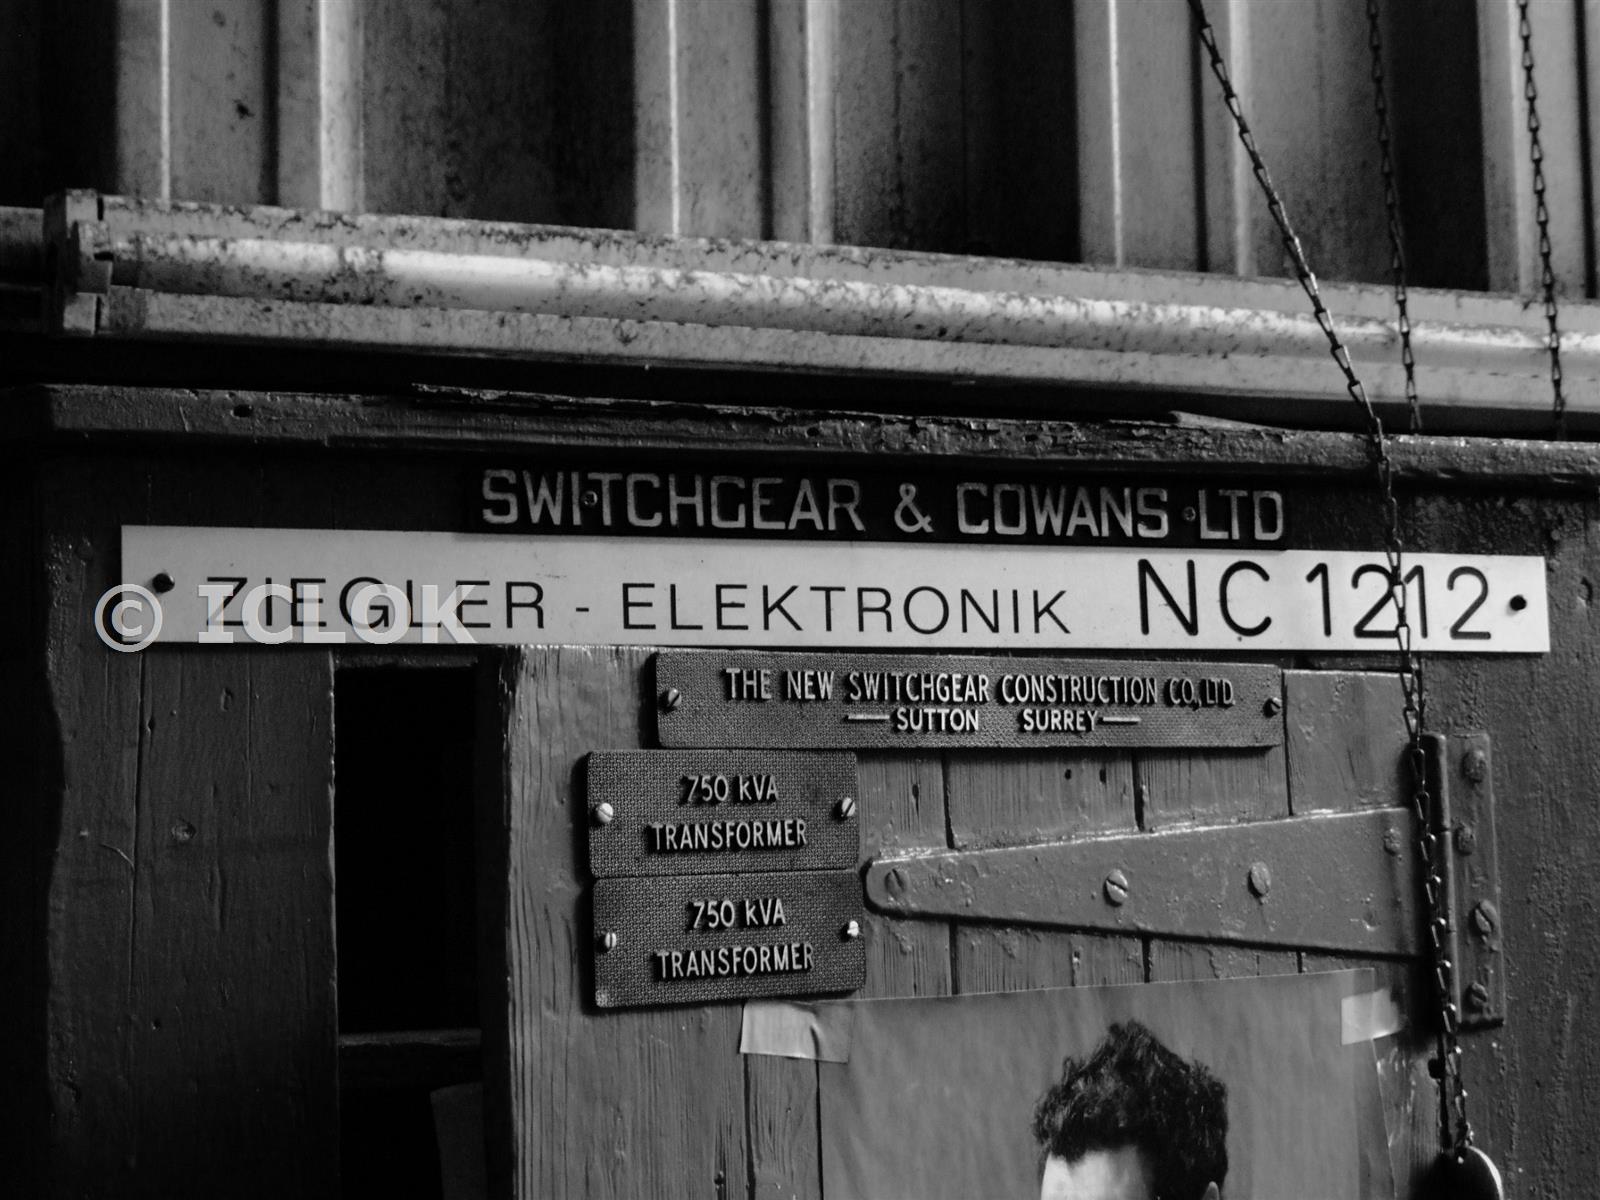 SWITCHGEAR & COWANS LTD
ZIEGLER - ELEKTRONIK NC 1212
© ICLOK
THE NEW SWITCHGEAR CONSTRUCTION CO., LTD.
SUTTON SURREY
750 kVA
TRANSFORMER
750 kVA
TRANSFORMER